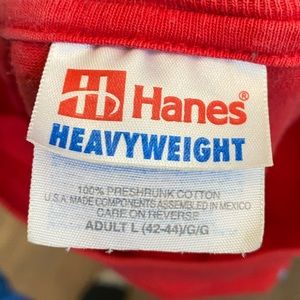 Hanes®
HEAVYWEIGHT
100% PRESHRUNK COTTON
U.S.A. MADE COMPONENTS ASSEMBLED IN MEXICO
CARE ON REVERSE
ADULT L (42-44)/G/G